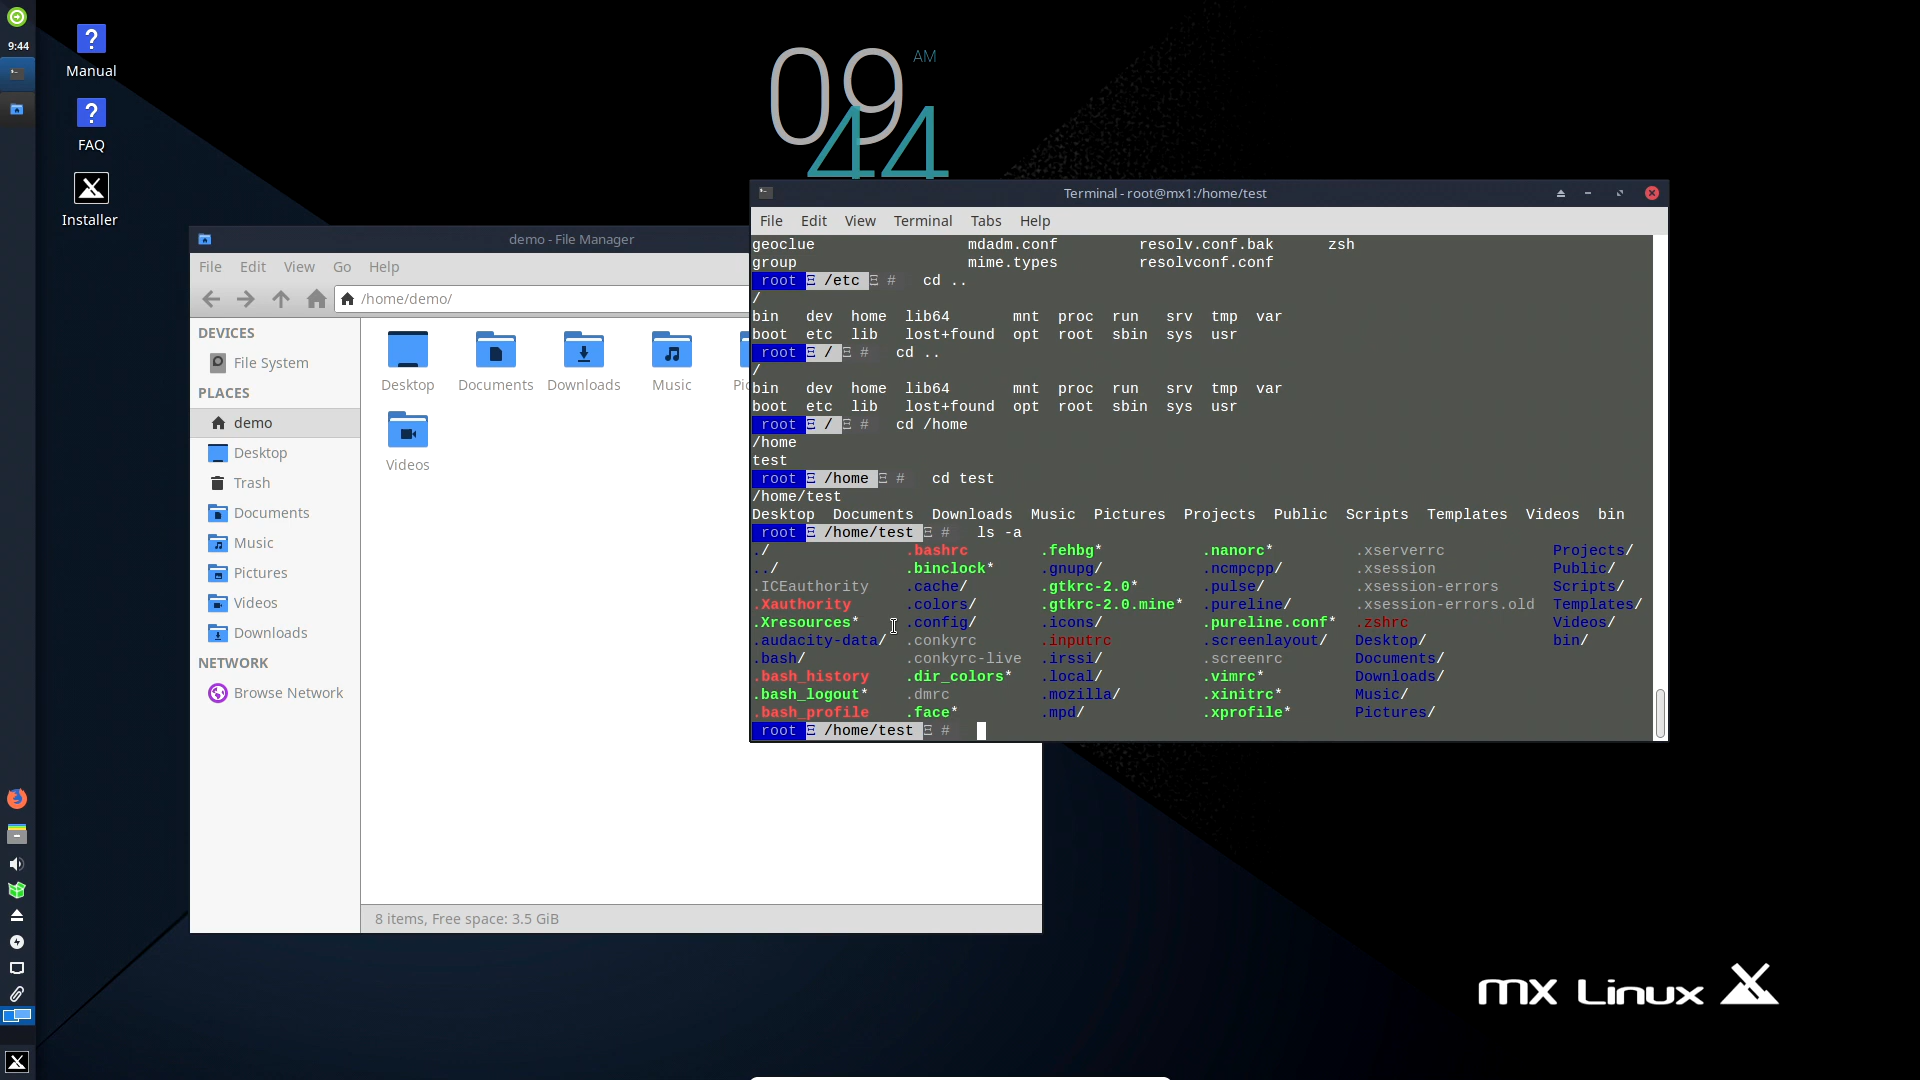 9:44
Manual
FAQ
Installer
09
AM
44
demo - File Manager
File Edit View Go Help
/home/demo/
DEVICES
File System
PLACES
demo
Desktop
Trash
Documents
Music
Pictures
Videos
Downloads
NETWORK
Browse Network
Desktop Documents Downloads Music
Videos
8 items, Free space: 3.5 GiB
Terminal - root@mx1:/home/test
File Edit View Terminal Tabs Help
geoclue mdadm.conf resolv.conf.bak zsh
group mime.types resolvconf.conf
root Ξ /etc Ξ # cd ..
/
bin dev home lib64 mnt proc run srv tmp var
boot etc lib lost+found opt root sbin sys usr
root Ξ / Ξ # cd ..
/
bin dev home lib64 mnt proc run srv tmp var
boot etc lib lost+found opt root sbin sys usr
root Ξ / Ξ # cd /home
/home
test
root Ξ /home Ξ # cd test
/home/test
Desktop Documents Downloads Music Pictures Projects Public Scripts Templates Videos bin
root Ξ /home/test Ξ # ls -a
./ .bashrc .fehbg* .nanorc* .xserverrc Projects/
../ .binclock* .gnupg/ .ncmpcpp/ .xsession Public/
.ICEauthority .cache/ .gtkrc-2.0* .pulse/ .xsession-errors Scripts/
.Xauthority .colors/ .gtkrc-2.0.mine* .pureline/ .xsession-errors.old Templates/
.Xresources* .config/ .icons/ .pureline.conf* .zshrc Videos/
.audacity-data/ .conkyrc .inputrc .screenlayout/ Desktop/ bin/
.bash/ .conkyrc-live .irssi/ .screenrc Documents/
.bash_history .dir_colors* .local/ .vimrc* Downloads/
.bash_logout* .dmrc .mozilla/ .xinitrc* Music/
.bash_profile .face* .mpd/ .xprofile* Pictures/
root Ξ /home/test Ξ #
mx Linux